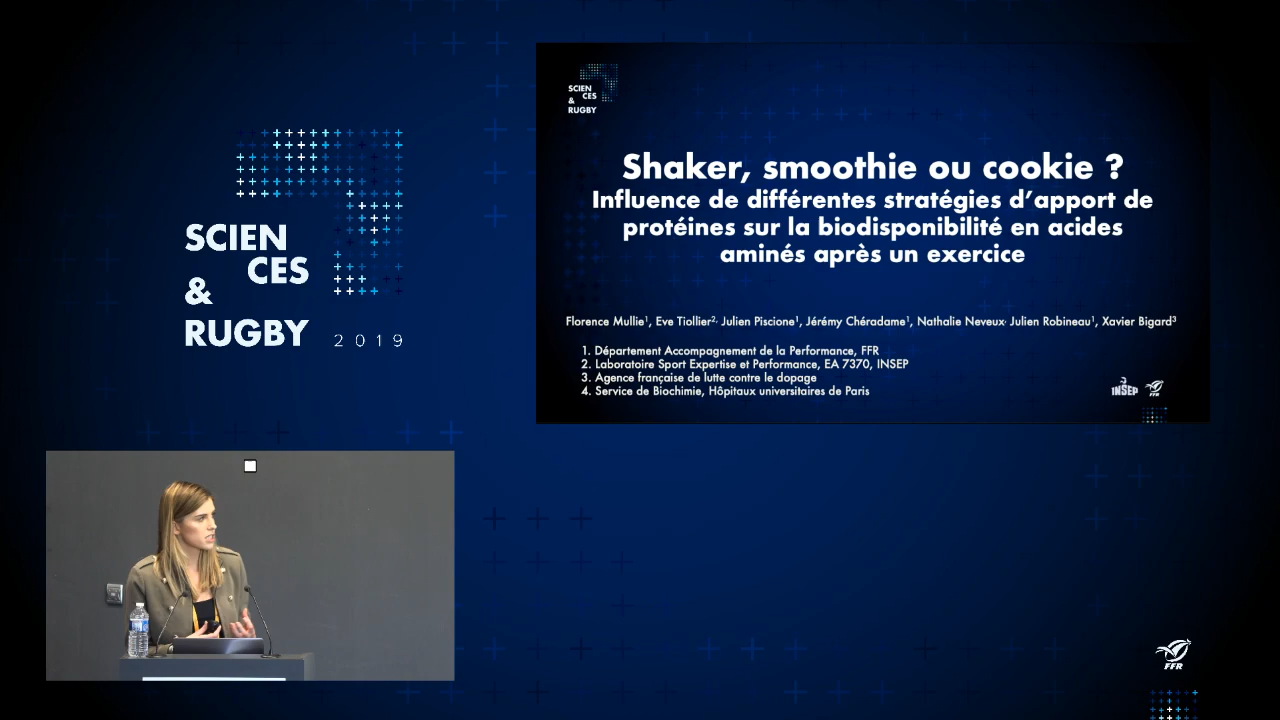 SCIEN
CES
&
RUGBY
2019
SCIEN
CES
&
RUGBY
Shaker, smoothie ou cookie ?
Influence de différentes stratégies d’apport de
protéines sur la biodisponibilité en acides
aminés après un exercice
Florence Mullie¹, Eve Tiollier², Julien Piscione¹, Jérémy Chéradame¹, Nathalie Neveux, Julien Robineau¹, Xavier Bigard³
1. Département Accompagnement de la Performance, FFR
2. Laboratoire Sport Expertise et Performance, EA 7370, INSEP
3. Agence française de lutte contre le dopage
4. Service de Biochimie, Hôpitaux universitaires de Paris
INSEP
FFR
FFR